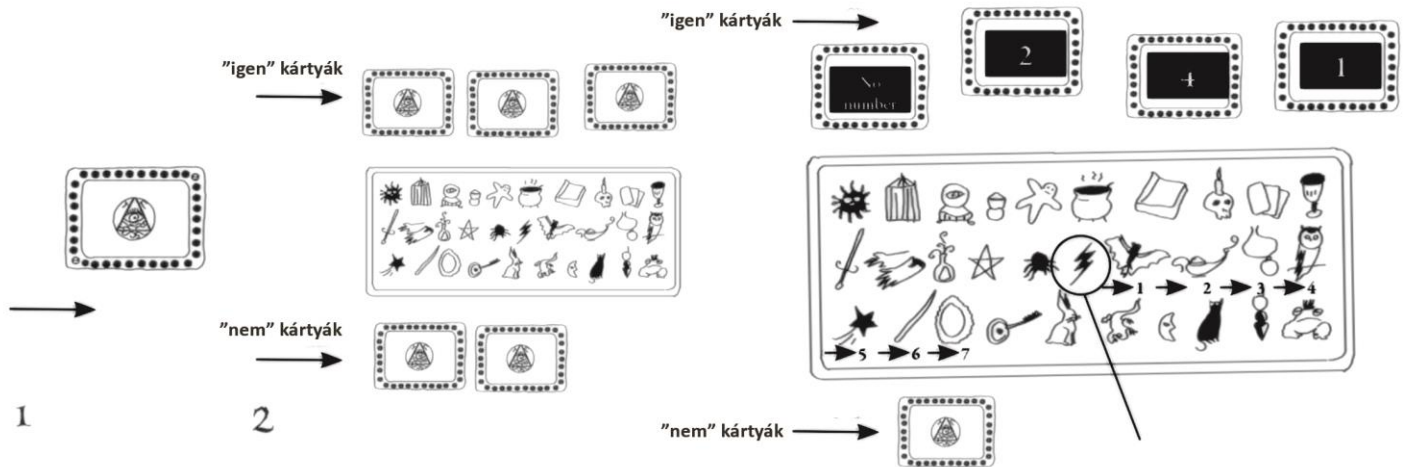 ”igen” kártyák
”nem” kártyák
1
2
”igen” kártyák
No
number
2
4
1
1 2 3 4
5 6 7
”nem” kártyák